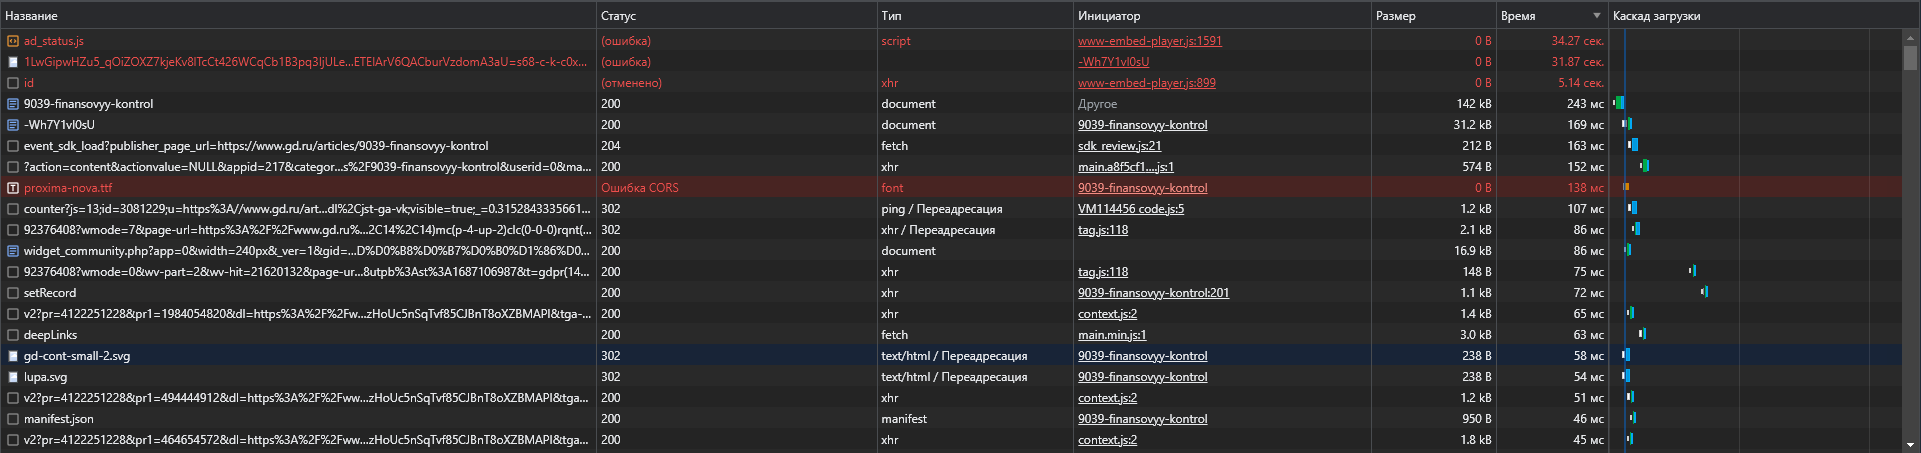 Название Статус Тип Инициатор Размер Время Каскад загрузки
ad_status.js (ошибка) script www-embed-player.js:1591 0 B 34.27 сек.
1LwGipwHZu5_qOiZOXZ7kjeKv8lTcCt426WCqCb1B3pq3IjULe...ETElArV6QACburVzdomA3aU=s68-c-k-c0x... (ошибка) -Wh7Y1vl0sU 0 B 31.87 сек.
id (отменено) xhr www-embed-player.js:899 0 B 5.14 сек.
9039-finansovyy-kontrol 200 document Другое 142 kB 243 мс
-Wh7Y1vl0sU 200 document 9039-finansovyy-kontrol 31.2 kB 169 мс
event_sdk_load?publisher_page_url=https://www.gd.ru/articles/9039-finansovyy-kontrol 204 fetch sdk_review.js:21 212 B 163 мс
?action=content&actionvalue=NULL&appid=217&categor...s%2F9039-finansovyy-kontrol&userid=0&ma... 200 xhr main.a8f5cf1....js:1 574 B 152 мс
proxima-nova.ttf Ошибка CORS font 9039-finansovyy-kontrol 0 B 138 мс
counter?js=13;id=3081229;u=https%3A//www.gd.ru/art...dl%2Cjst-ga-vk;visible=true;_=0.3152843335661... 302 ping / Переадресация VM114456 code.js:5 1.2 kB 107 мс
92376408?wmode=7&page-url=https%3A%2F%2Fwww.gd.ru%...2C14%2C14)mc(p-4-up-2)clc(0-0-0)rqnt(... 302 xhr / Переадресация tag.js:118 2.1 kB 86 мс
widget_community.php?app=0&width=240px&_ver=1&gid=...D%D0%B8%D0%B7%D0%B0%D1%86%D0... 200 document 16.9 kB 86 мс
92376408?wmode=0&wv-part=2&wv-hit=21620132&page-ur...8utpb%3Ast%3A1687106987&t=gdpr(14... 200 xhr tag.js:118 148 B 75 мс
setRecord 200 xhr 9039-finansovyy-kontrol:201 1.1 kB 72 мс
v2?pr=4122251228&pr1=1984054820&dl=https%3A%2F%2Fw...zHoUc5nSqTvf85CJBnT8oXZBMAPI&tga-... 200 xhr context.js:2 1.4 kB 65 мс
deepLinks 200 fetch main.min.js:1 3.0 kB 63 мс
gd-cont-small-2.svg 302 text/html / Переадресация 9039-finansovyy-kontrol 238 B 58 мс
lupa.svg 302 text/html / Переадресация 9039-finansovyy-kontrol 238 B 54 мс
v2?pr=4122251228&pr1=494444912&dl=https%3A%2F%2Fww...zHoUc5nSqTvf85CJBnT8oXZBMAPI&tga... 200 xhr context.js:2 1.2 kB 51 мс
manifest.json 200 manifest 9039-finansovyy-kontrol 950 B 46 мс
v2?pr=4122251228&pr1=464654572&dl=https%3A%2F%2Fww...zHoUc5nSqTvf85CJBnT8oXZBMAPI&tga... 200 xhr context.js:2 1.8 kB 45 мс